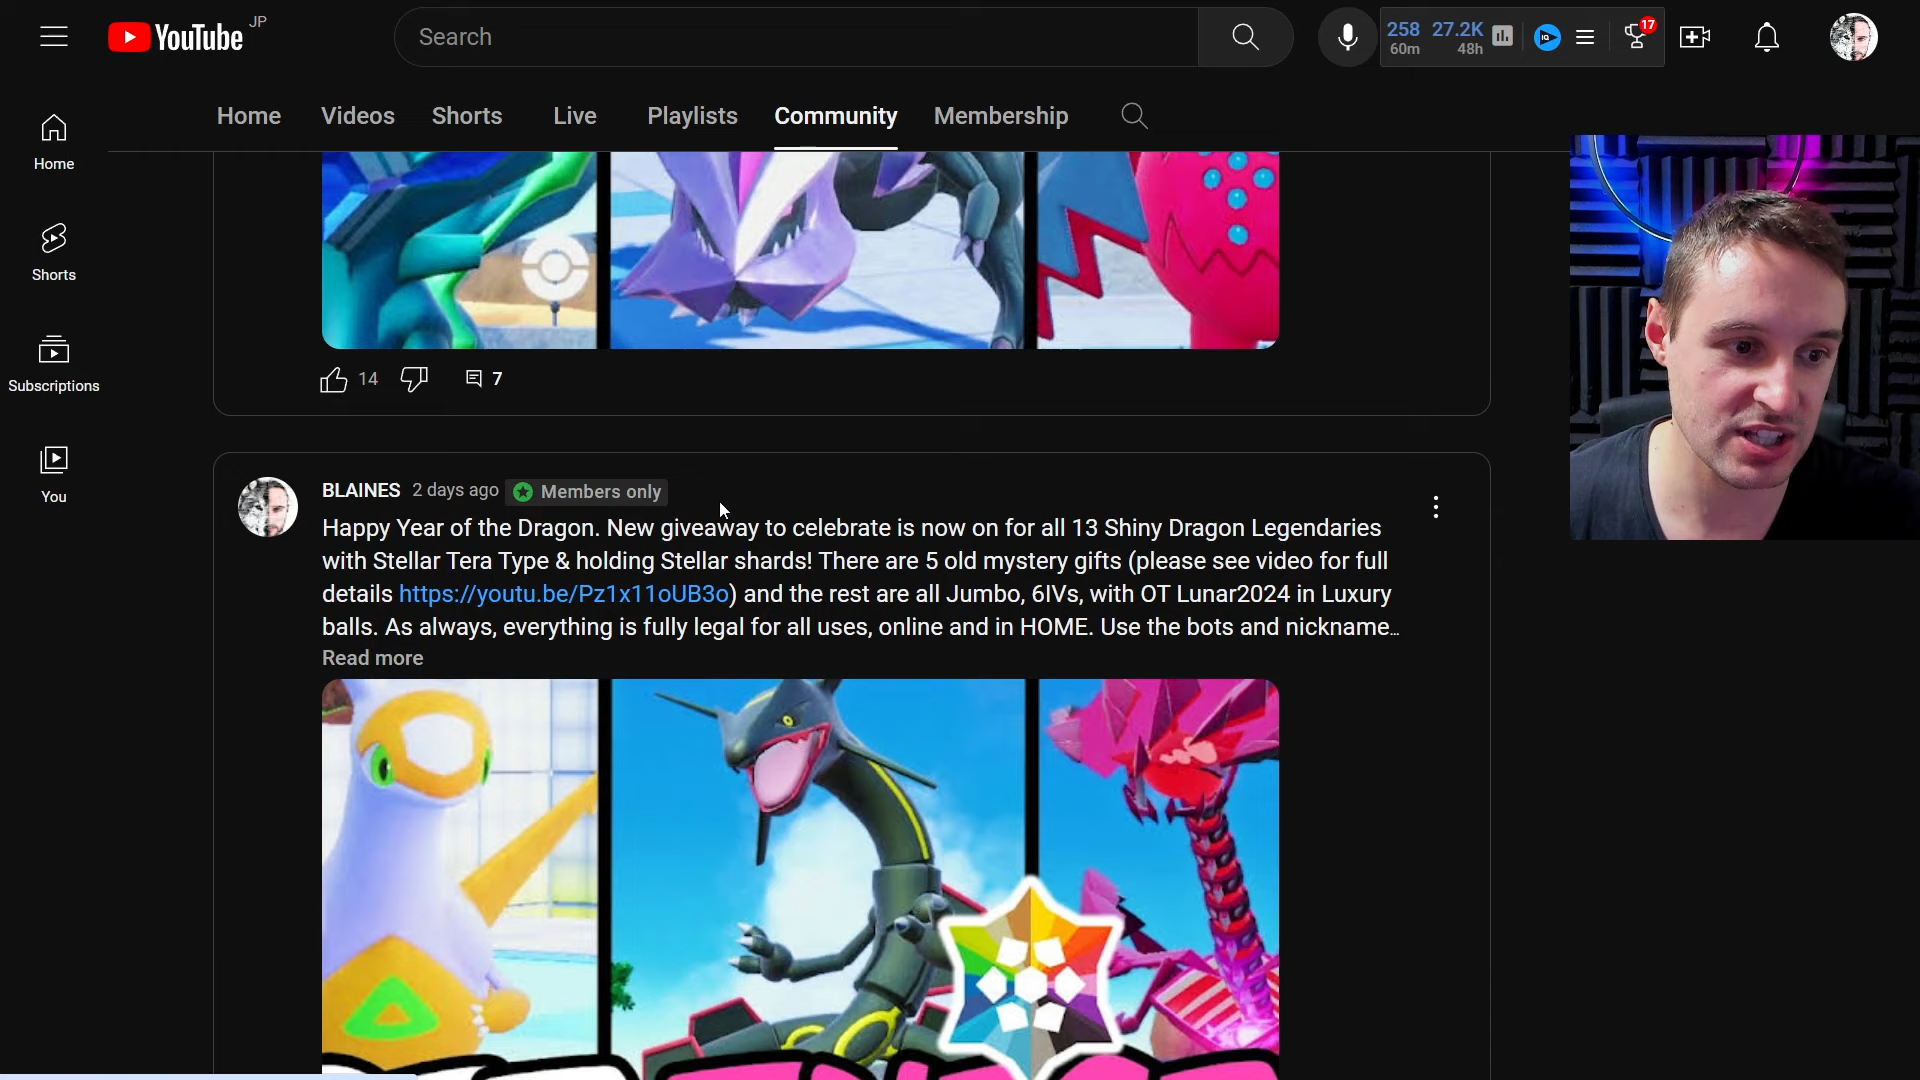 YouTube JP
Search
258 27.2K
60m 48h
IQ
17
Home Videos Shorts Live Playlists Community Membership
Home
Shorts
Subscriptions
You
14 7
BLAINES 2 days ago Members only
Happy Year of the Dragon. New giveaway to celebrate is now on for all 13 Shiny Dragon Legendaries
with Stellar Tera Type & holding Stellar shards! There are 5 old mystery gifts (please see video for full
details https://youtu.be/Pz1x11oUB3o) and the rest are all Jumbo, 6IVs, with OT Lunar2024 in Luxury
balls. As always, everything is fully legal for all uses, online and in HOME. Use the bots and nickname...
Read more